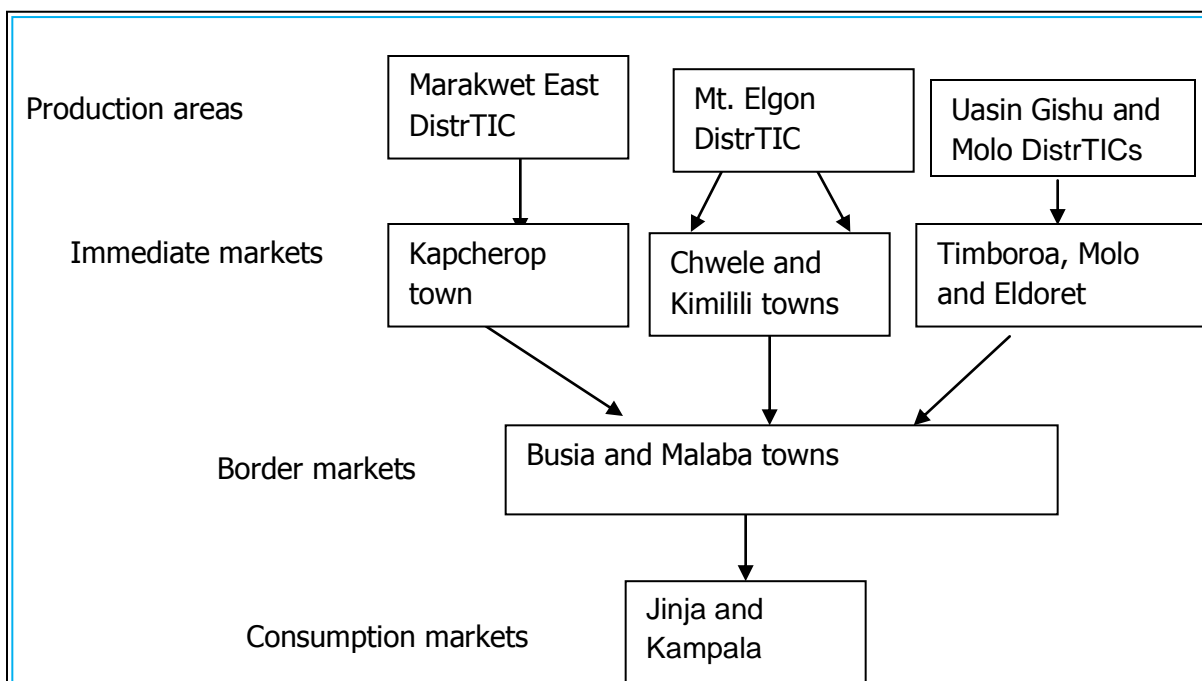 Production areas
Marakwet East
DistrTIC
Mt. Elgon
DistrTIC
Uasin Gishu and
Molo DistrTICs
Immediate markets
Kapcherop
town
Chwele and
Kimilili towns
Timboroa, Molo
and Eldoret
Border markets
Busia and Malaba towns
Consumption markets
Jinja and
Kampala